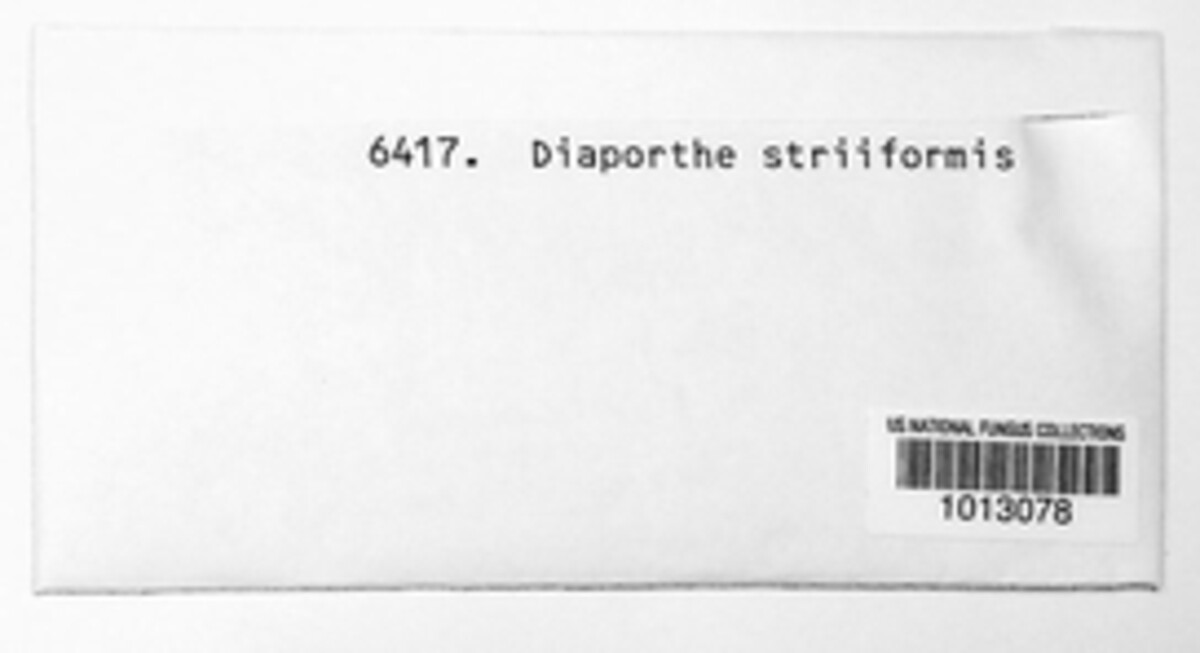 6417. Diaporthe striiformis
US NATIONAL FUNGUS COLLECTIONS
1013078